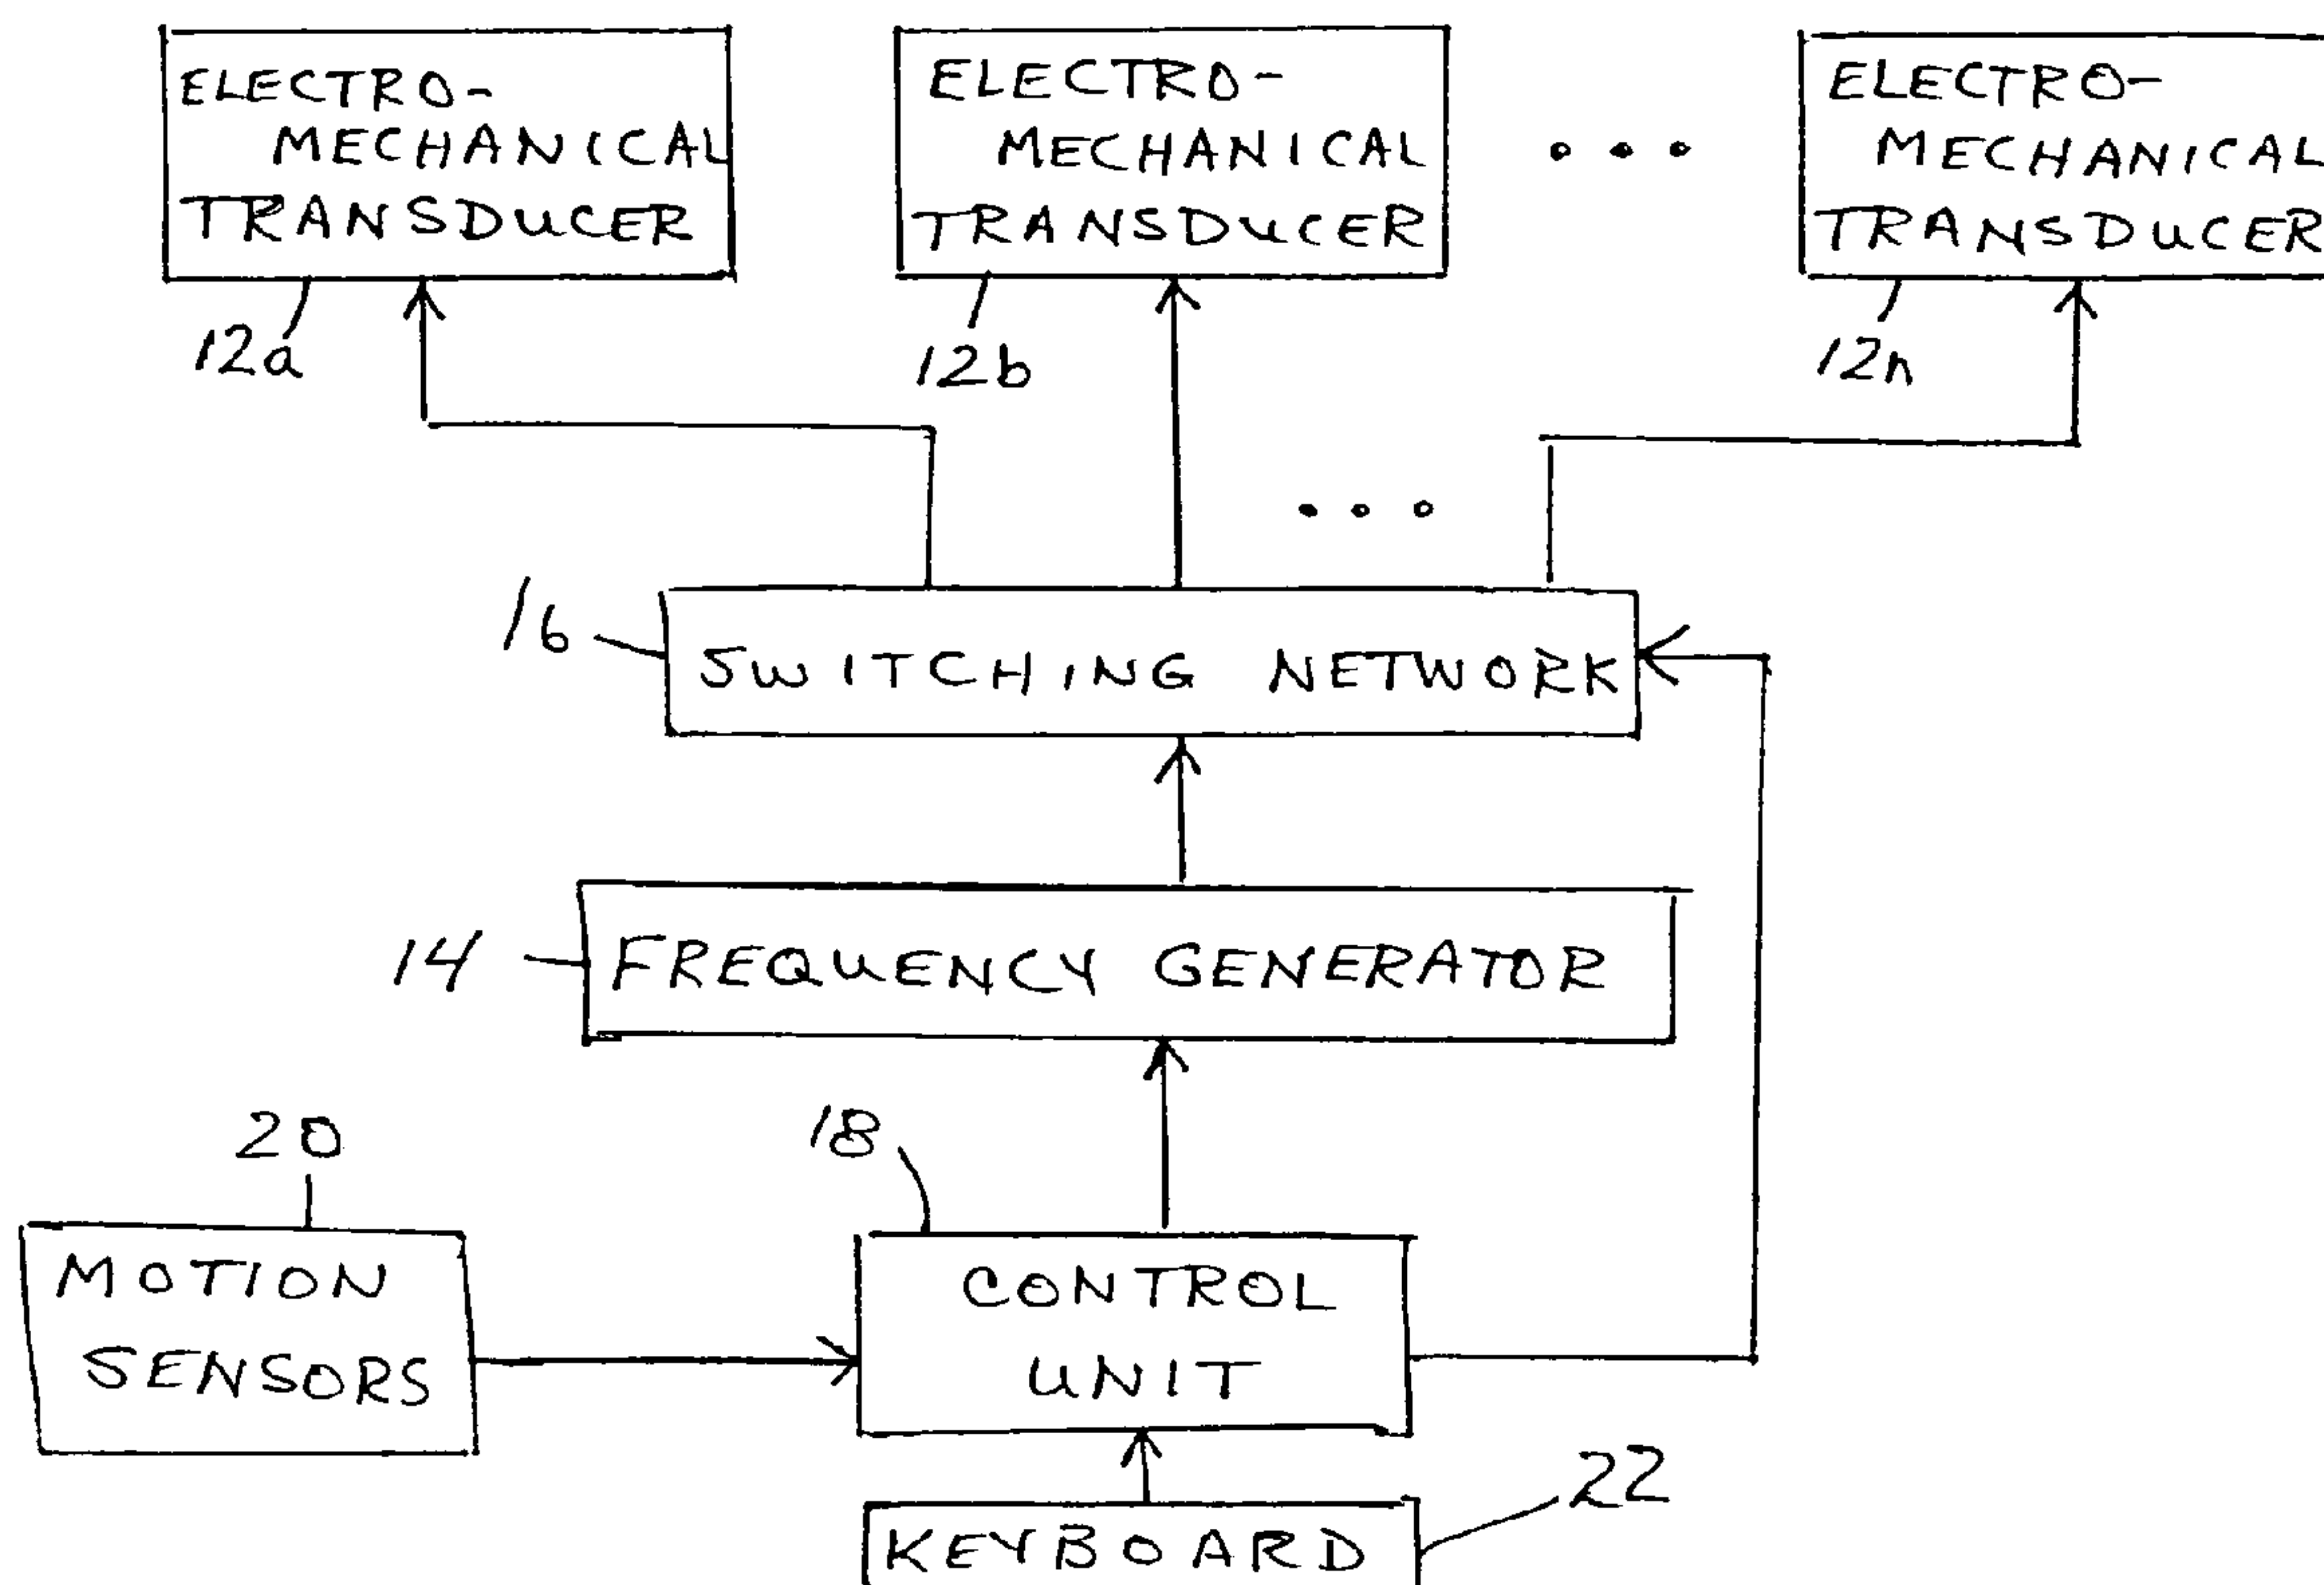 ELECTRO-
MECHANICAL
TRANSDUCER
ELECTRO-
MECHANICAL
TRANSDUCER
ELECTRO-
MECHANICAL
TRANSDUCER
12a
12b
12n
16
SWITCHING NETWORK
14
FREQUENCY GENERATOR
20
18
MOTION
SENSORS
CONTROL
UNIT
22
KEYBOARD